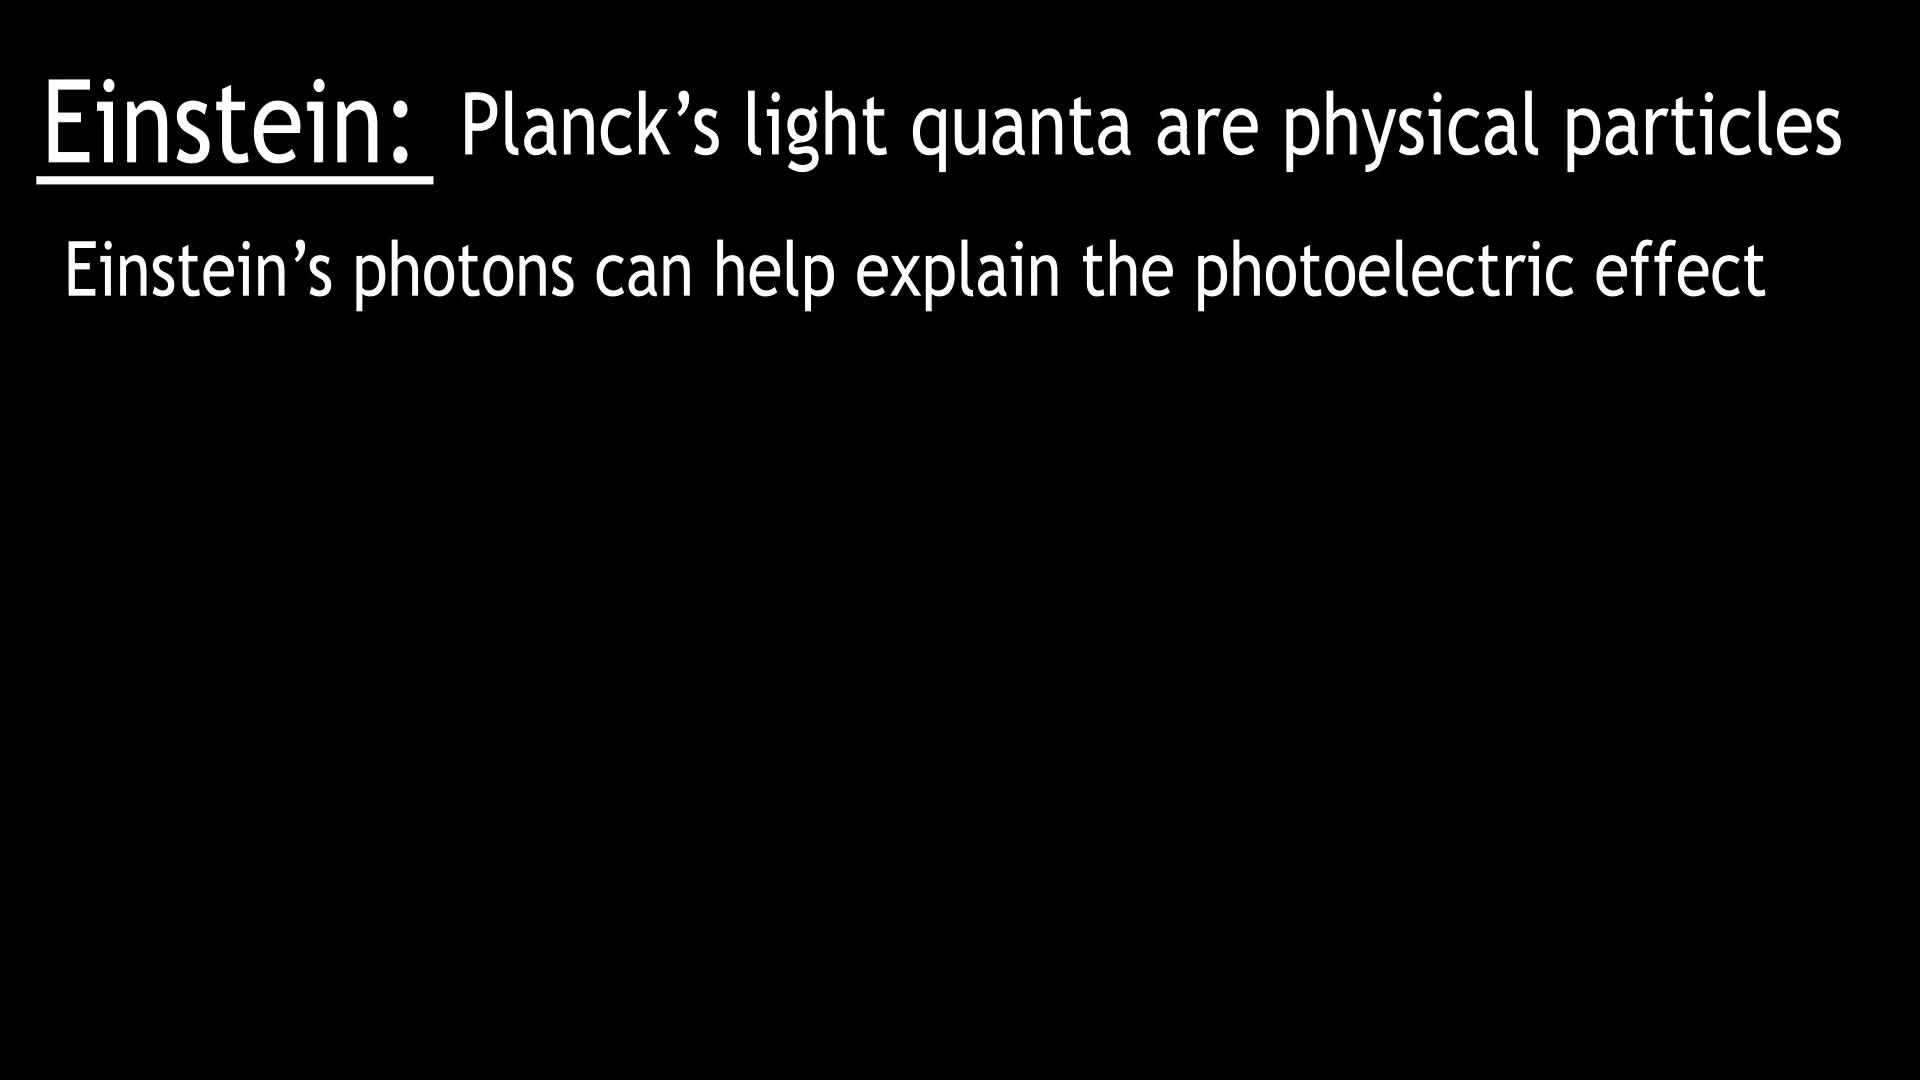 Einstein: Planck’s light quanta are physical particles
Einstein’s photons can help explain the photoelectric effect